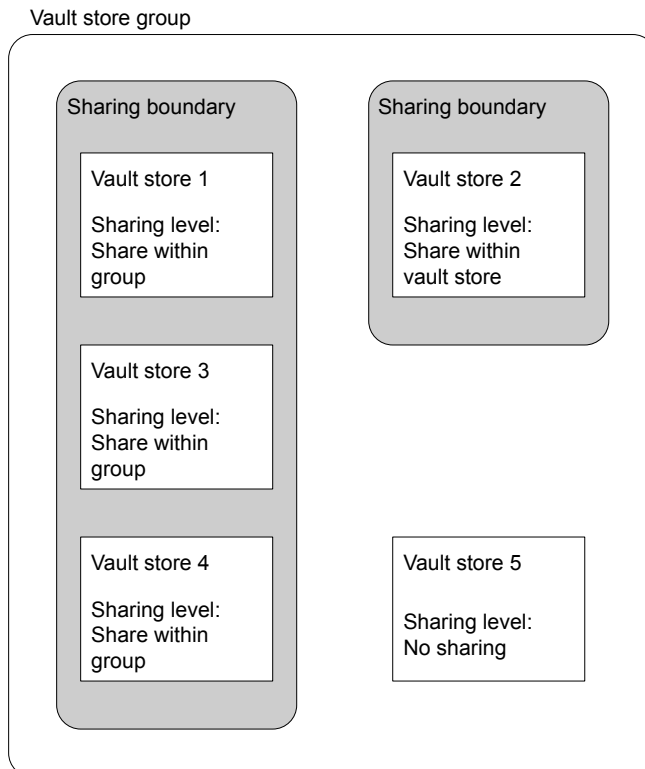 Vault store group
Sharing boundary
Vault store 1
Sharing level:
Share within
group
Vault store 3
Sharing level:
Share within
group
Vault store 4
Sharing level:
Share within
group
Sharing boundary
Vault store 2
Sharing level:
Share within
vault store
Vault store 5
Sharing level:
No sharing